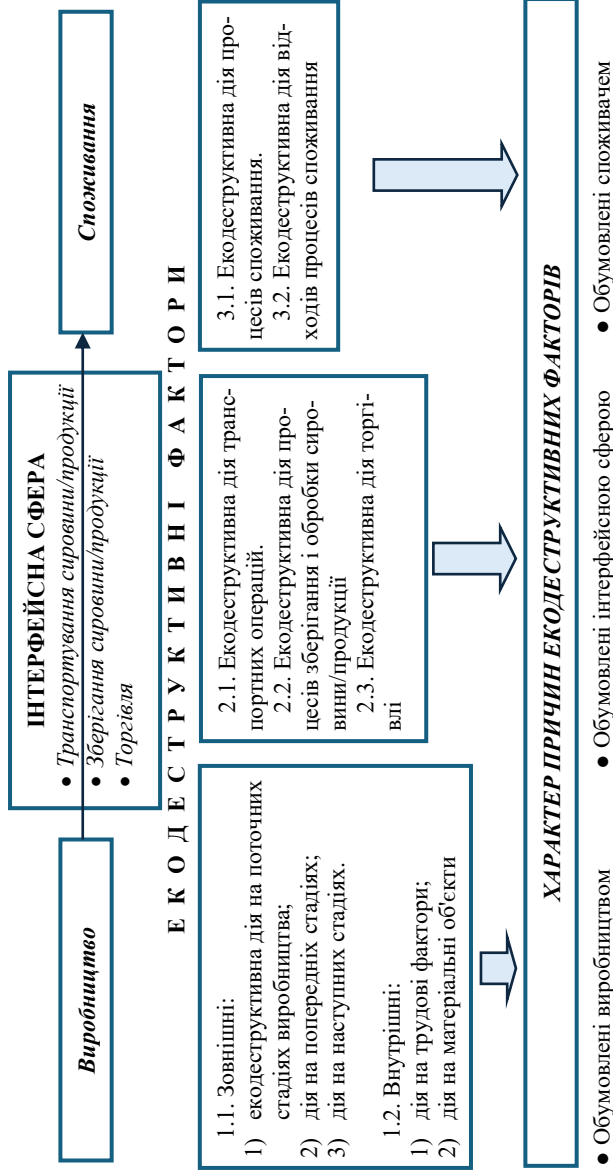 Виробництво
ІНТЕРФЕЙСНА СФЕРА
● Транспортування сировини/продукції
● Зберігання сировини/продукції
● Торгівля
Споживання
ЕКОДЕСТРУКТИВНІ ФАКТОРИ
1.1. Зовнішні:
1) екодеструктивна дія на поточних
стадіях виробництва;
2) дія на попередніх стадіях;
3) дія на наступних стадіях.
1.2. Внутрішні:
1) дія на трудові фактори;
2) дія на матеріальні об'єкти
2.1. Екодеструктивна дія транс-
портних операцій.
2.2. Екодеструктивна дія про-
цесів зберігання і обробки сиро-
вини/продукції
2.3. Екодеструктивна дія торгі-
влі
3.1. Екодеструктивна дія про-
цесів споживання.
3.2. Екодеструктивна дія від-
ходів процесів споживання
ХАРАКТЕР ПРИЧИН ЕКОДЕСТРУКТИВНИХ ФАКТОРІВ
● Обумовлені виробництвом
● Обумовлені інтерфейсною сферою
● Обумовлені споживачем